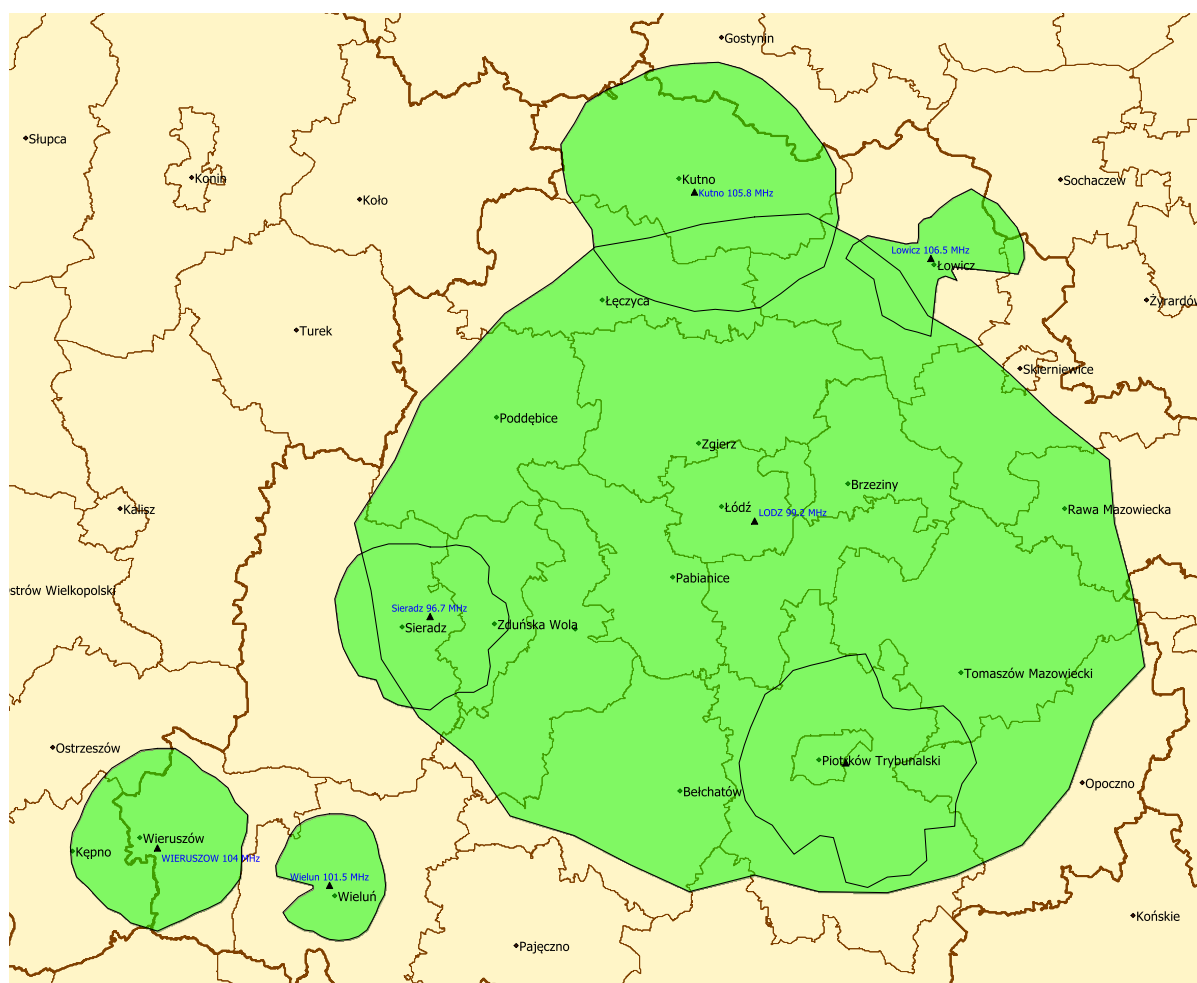 Gostynin
Słupca
Konin
Kutno
Sochaczew
Kutno 105.8 MHz
Koło
Lowicz 106.5 MHz
Łowicz
Łęczyca
Żyrardów
Turek
Skierniewice
Poddębice
Zgierz
Brzeziny
Kalisz
Łódź
LODZ 99.2 MHz
Rawa Mazowiecka
Pabianice
strów Wielkopolski
Sieradz 96.7 MHz
Sieradz
Zduńska Wola
Tomaszów Mazowiecki
Ostrzeszów
Piotrków Trybunalski
Opoczno
Bełchatów
Wieruszów
Kępno
WIERUSZOW 104 MHz
Wielun 101.5 MHz
Wieluń
Końskie
Pajęczno